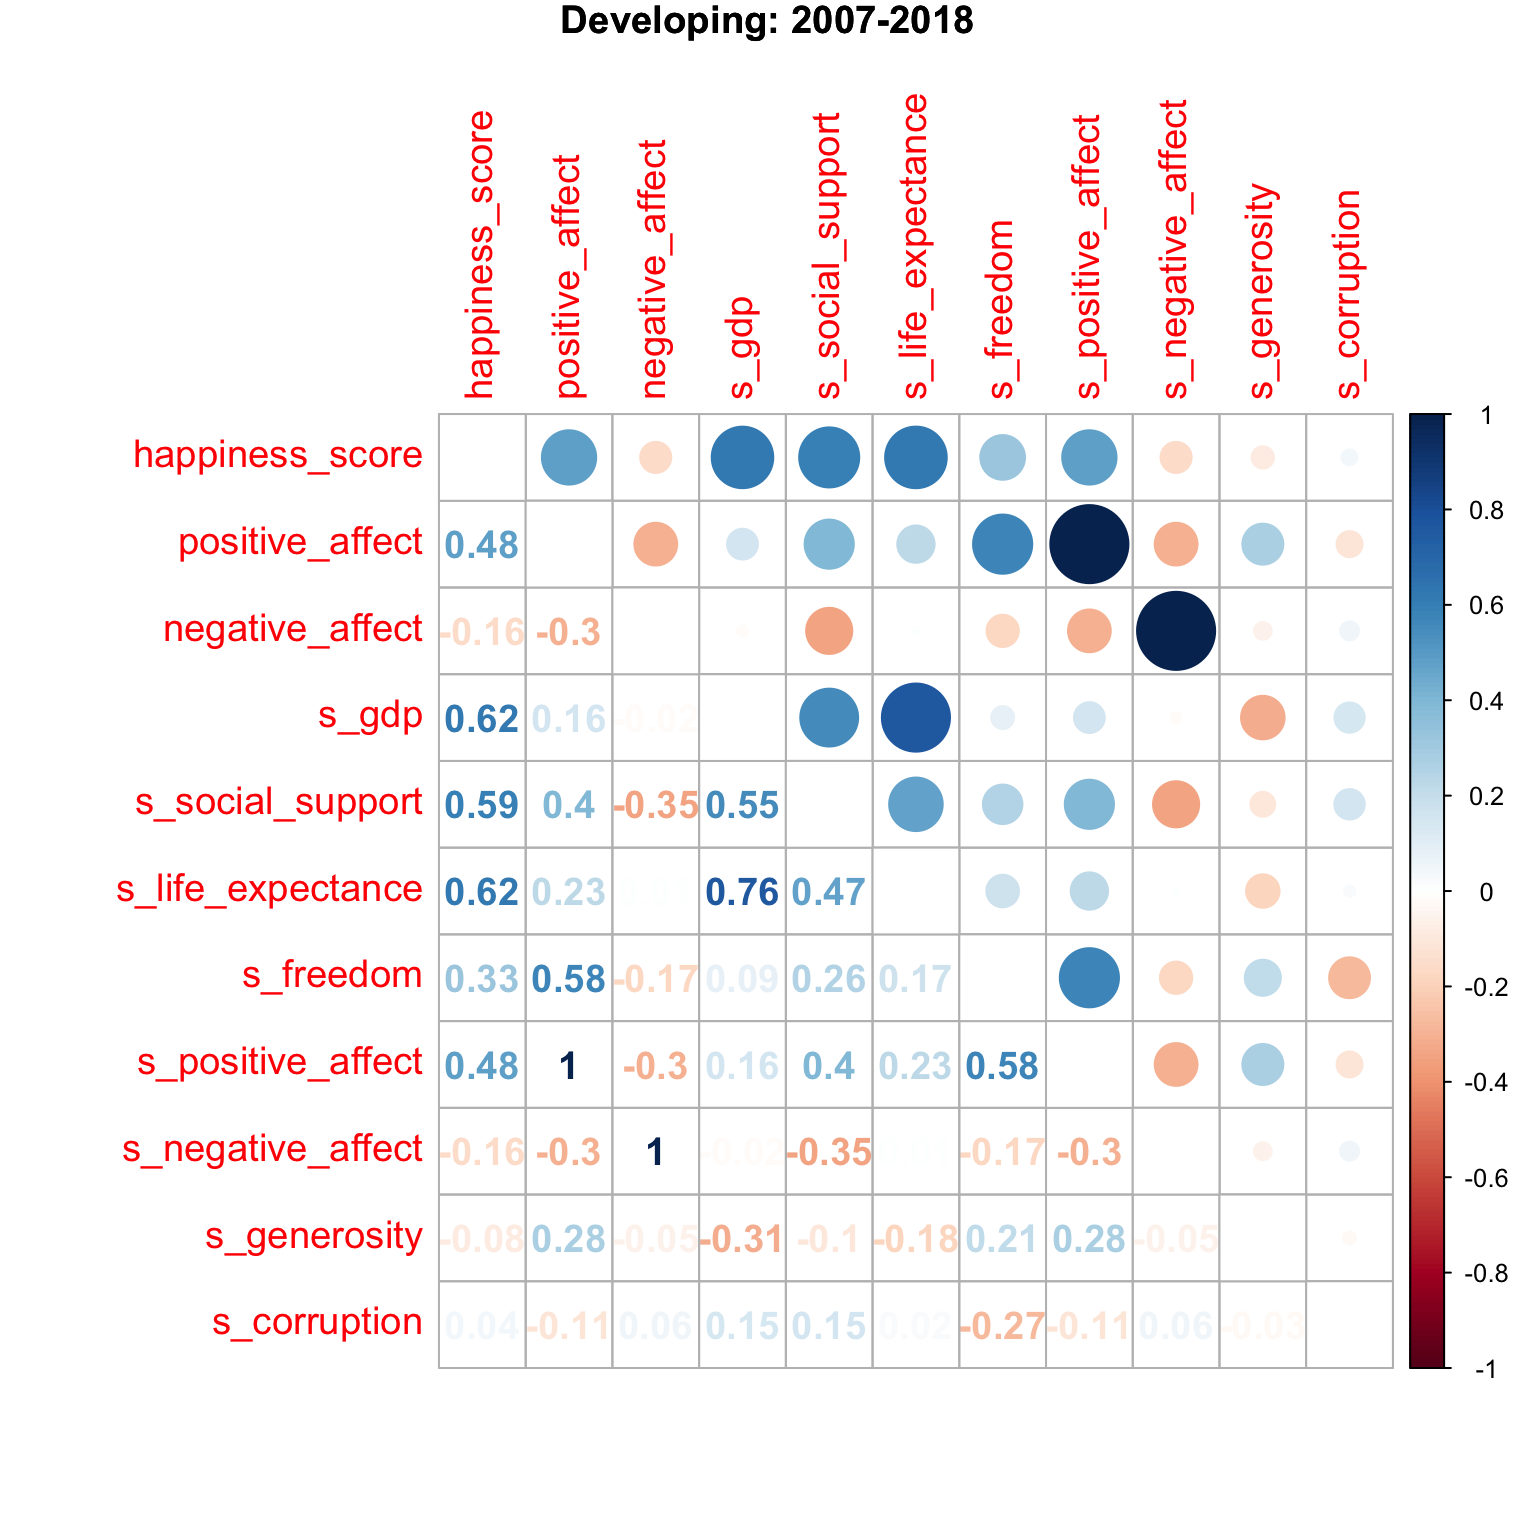 Developing: 2007-2018
happiness_score
positive_affect
negative_affect
s_gdp
s_social_support
s_life_expectance
s_freedom
s_positive_affect
s_negative_affect
s_generosity
s_corruption
happiness_score
positive_affect 0.48
negative_affect -0.16 -0.3
s_gdp 0.62 0.16 -0.02
s_social_support 0.59 0.4 -0.35 0.55
s_life_expectance 0.62 0.23 0.76 0.47
s_freedom 0.33 0.58 -0.17 0.09 0.26 0.17
s_positive_affect 0.48 1 -0.3 0.16 0.4 0.23 0.58
s_negative_affect -0.16 -0.3 1 -0.02 -0.35 -0.17 -0.3
s_generosity -0.08 0.28 -0.05 -0.31 -0.1 -0.18 0.21 0.28 -0.05
s_corruption 0.04 -0.11 0.06 0.15 0.15 0.02 -0.27 -0.11 0.06 -0.03
1
0.8
0.6
0.4
0.2
0
-0.2
-0.4
-0.6
-0.8
-1